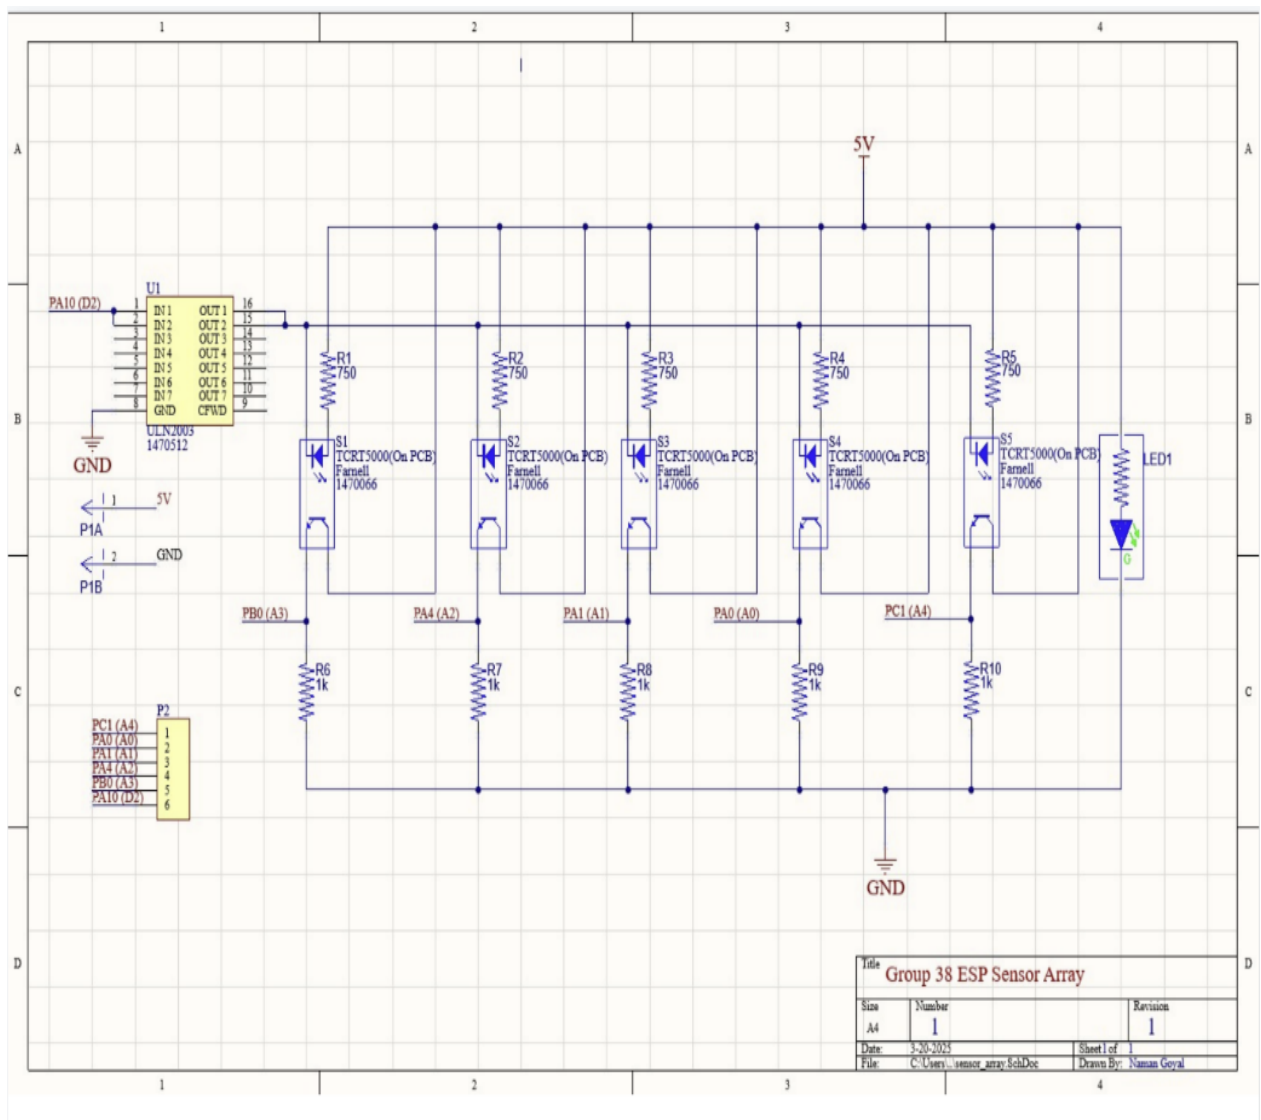 1 2 3 4
A A
5V
U1
PA10 (D2)
1 IN 1 OUT 1 16
2 IN 2 OUT 2 15
3 IN 3 OUT 3 14
4 IN 4 OUT 4 13
5 IN 5 OUT 5 12
6 IN 6 OUT 6 11
7 IN 7 OUT 7 10
8 GND CFWD 9
ULN2003
1470512
GND
R1
750
R2
750
R3
750
R4
750
R5
750
B B
S1
TCRT5000(On PCB)
Farnell
1470066
S2
TCRT5000(On PCB)
Farnell
1470066
S3
TCRT5000(On PCB)
Farnell
1470066
S4
TCRT5000(On PCB)
Farnell
1470066
S5
TCRT5000(On PCB)
Farnell
1470066
LED1
G
1 5V
P1A
2 GND
P1B
PB0 (A3)
PA4 (A2)
PA1 (A1)
PA0 (A0)
PC1 (A4)
R6
1k
R7
1k
R8
1k
R9
1k
R10
1k
C C
P2
PC1 (A4) 1
PA0 (A0) 2
PA1 (A1) 3
PA4 (A2) 4
PB0 (A3) 5
PA10 (D2) 6
GND
D D
Title
Group 38 ESP Sensor Array
Size Number Revision
A4 1 1
Date: 3-20-2025 Sheet 1 of 1
File: C:\Users\..\sensor_array.SchDoc Drawn By: Naman Goyal
1 2 3 4